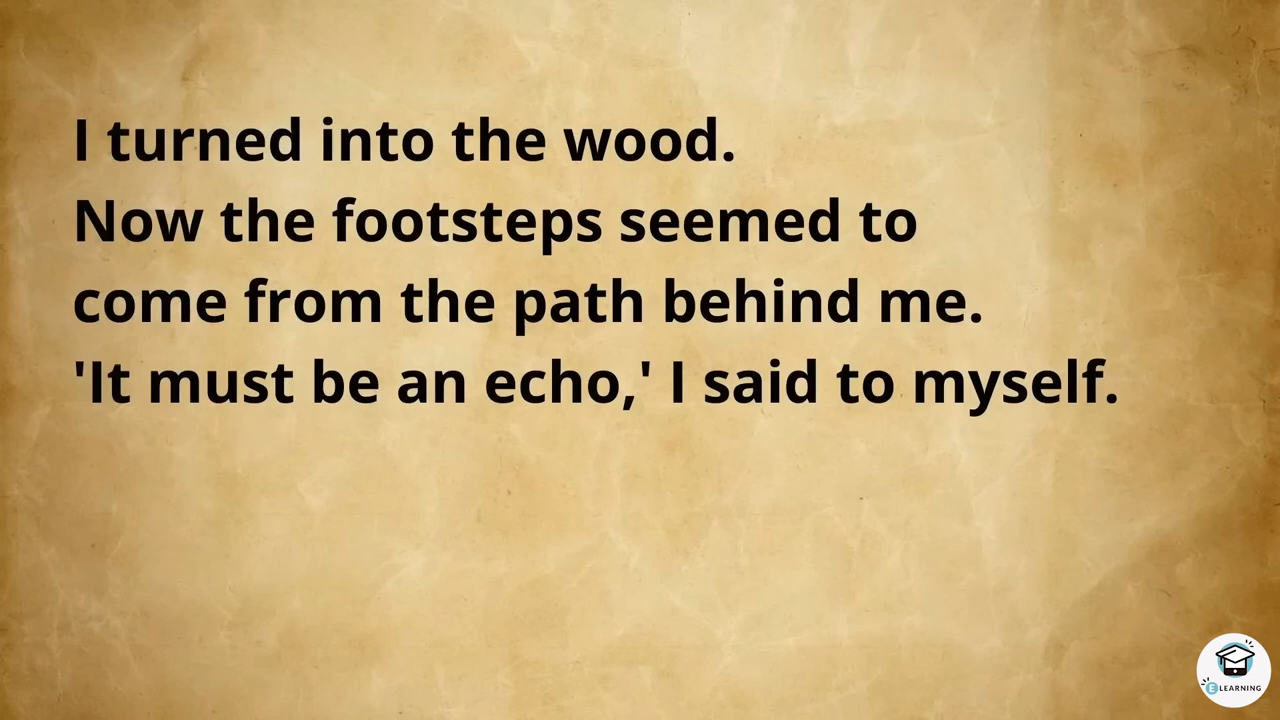 I turned into the wood.
Now the footsteps seemed to
come from the path behind me.
'It must be an echo,' I said to myself.
E LEARNING